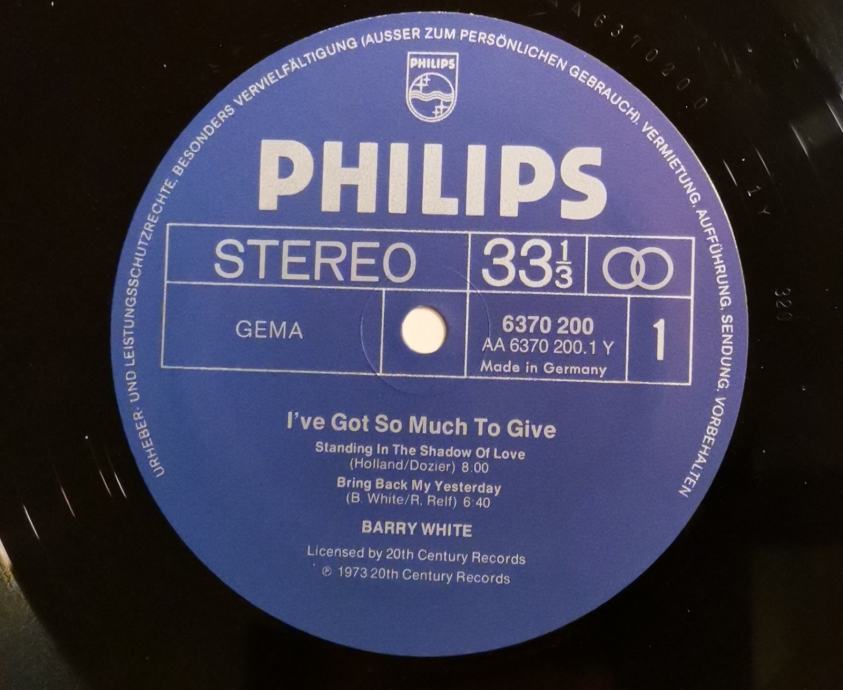 URHEBER- UND LEISTUNGSSCHUTZRECHTE, BESONDERS VERVIELFÄLTIGUNG (AUSSER ZUM PERSÖNLICHEN GEBRAUCH), VERMIETUNG, AUFFÜHRUNG, SENDUNG, VORBEHALTEN
PHILIPS
PHILIPS
STEREO
33 1/3
GEMA
6370 200
AA 6370 200.1 Y
Made in Germany
1
I've Got So Much To Give
Standing In The Shadow Of Love
(Holland/Dozier) 8:00
Bring Back My Yesterday
(B. White/R. Relf) 6:40
BARRY WHITE
Licensed by 20th Century Records
℗ 1973 20th Century Records
320